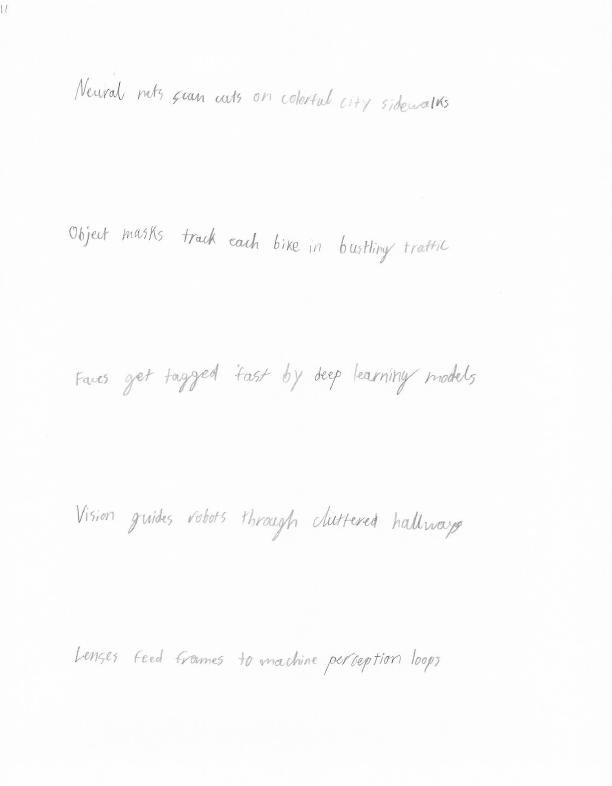 Neural nets scan cats on colorful city sidewalks
Object masks track each bike in bustling traffic
Faces get tagged fast by deep learning models
Vision guides robots through cluttered hallways
Lenses feed frames to machine perception loops